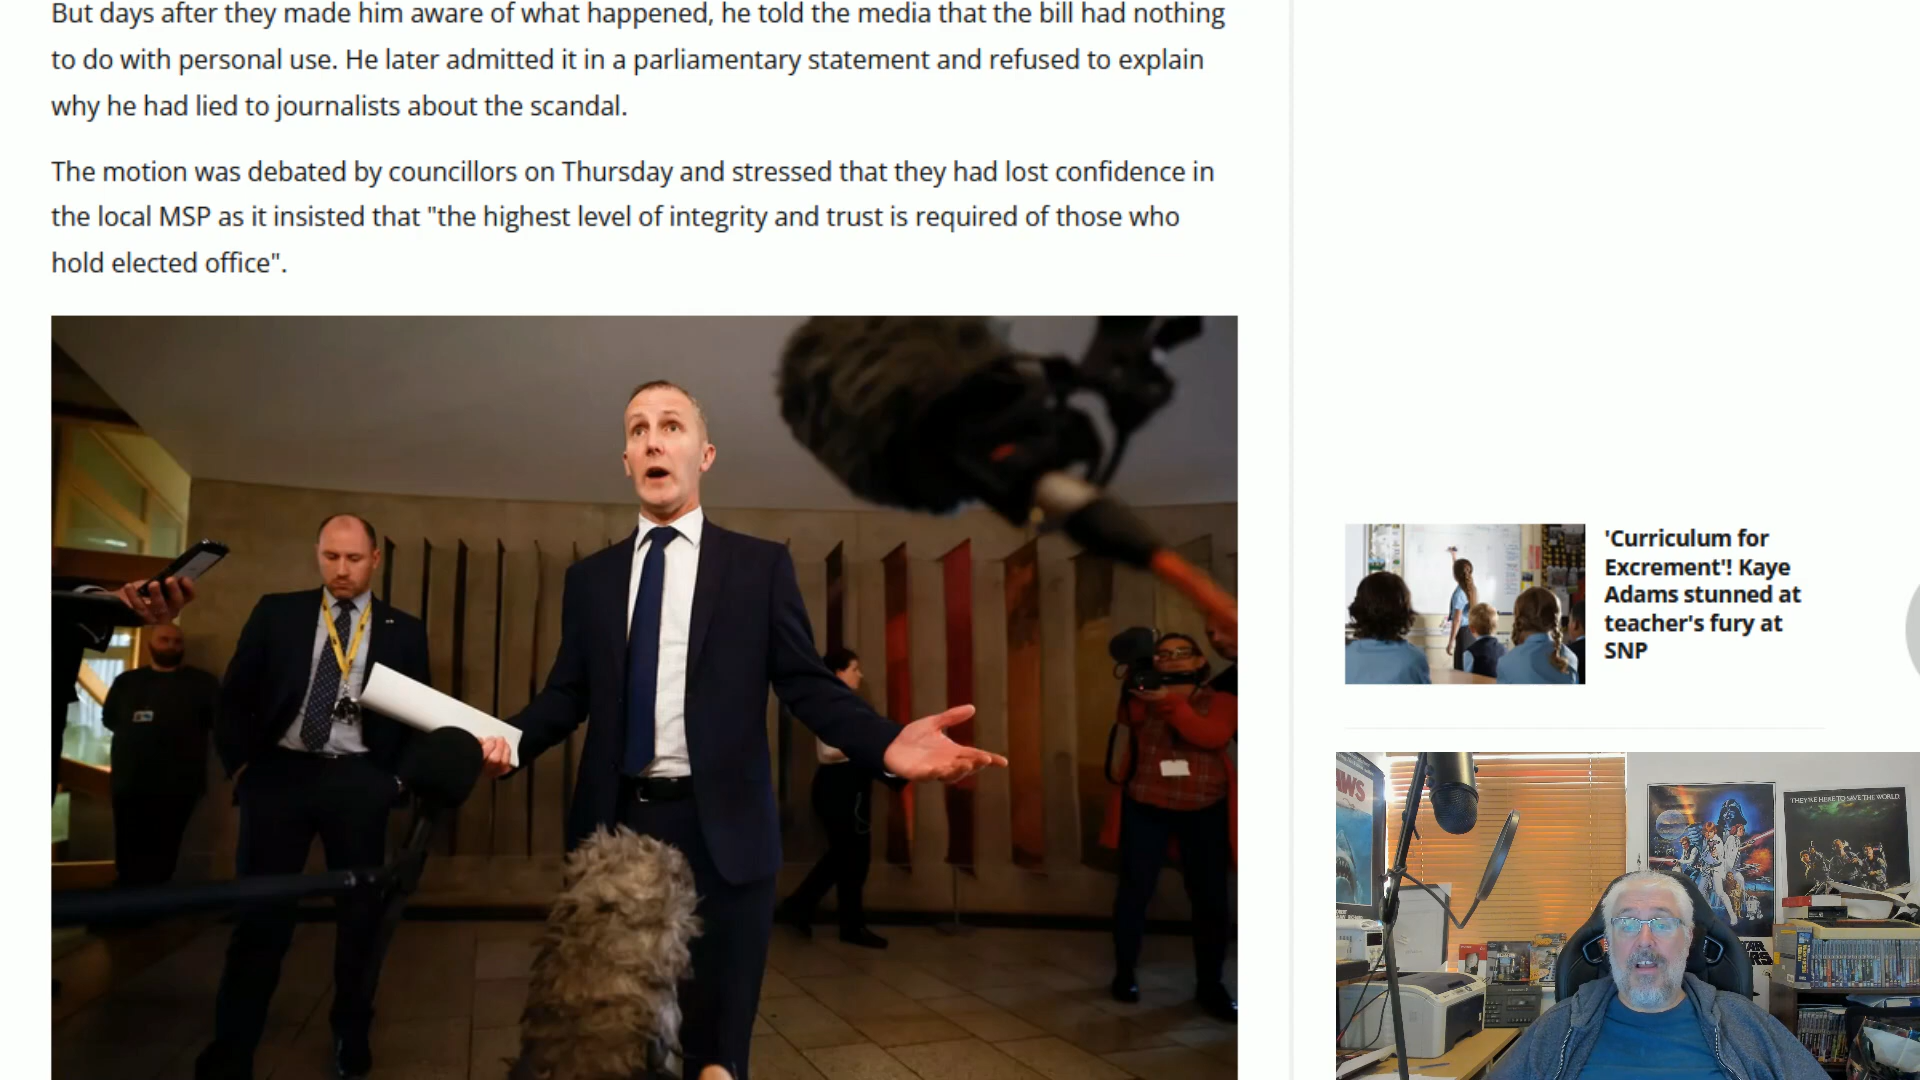 But days after they made him aware of what happened, he told the media that the bill had nothing
to do with personal use. He later admitted it in a parliamentary statement and refused to explain
why he had lied to journalists about the scandal.
The motion was debated by councillors on Thursday and stressed that they had lost confidence in
the local MSP as it insisted that "the highest level of integrity and trust is required of those who
hold elected office".
'Curriculum for
Excrement'! Kaye
Adams stunned at
teacher's fury at
SNP
THEY'RE HERE TO SAVE THE WORLD.